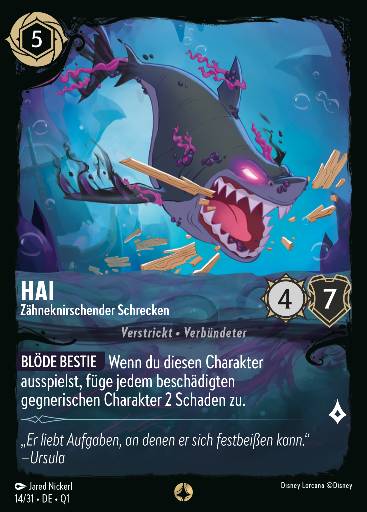 5
HAI
Zähneknirschender Schrecken
4
7
Verstrickt • Verbündeter
BLÖDE BESTIE Wenn du diesen Charakter
ausspielst, füge jedem beschädigten
gegnerischen Charakter 2 Schaden zu.
„Er liebt Aufgaben, an denen er sich festbeißen kann.“
–Ursula
Jared Nickerl
14/31 • DE • Q1
Disney Lorcana ©Disney